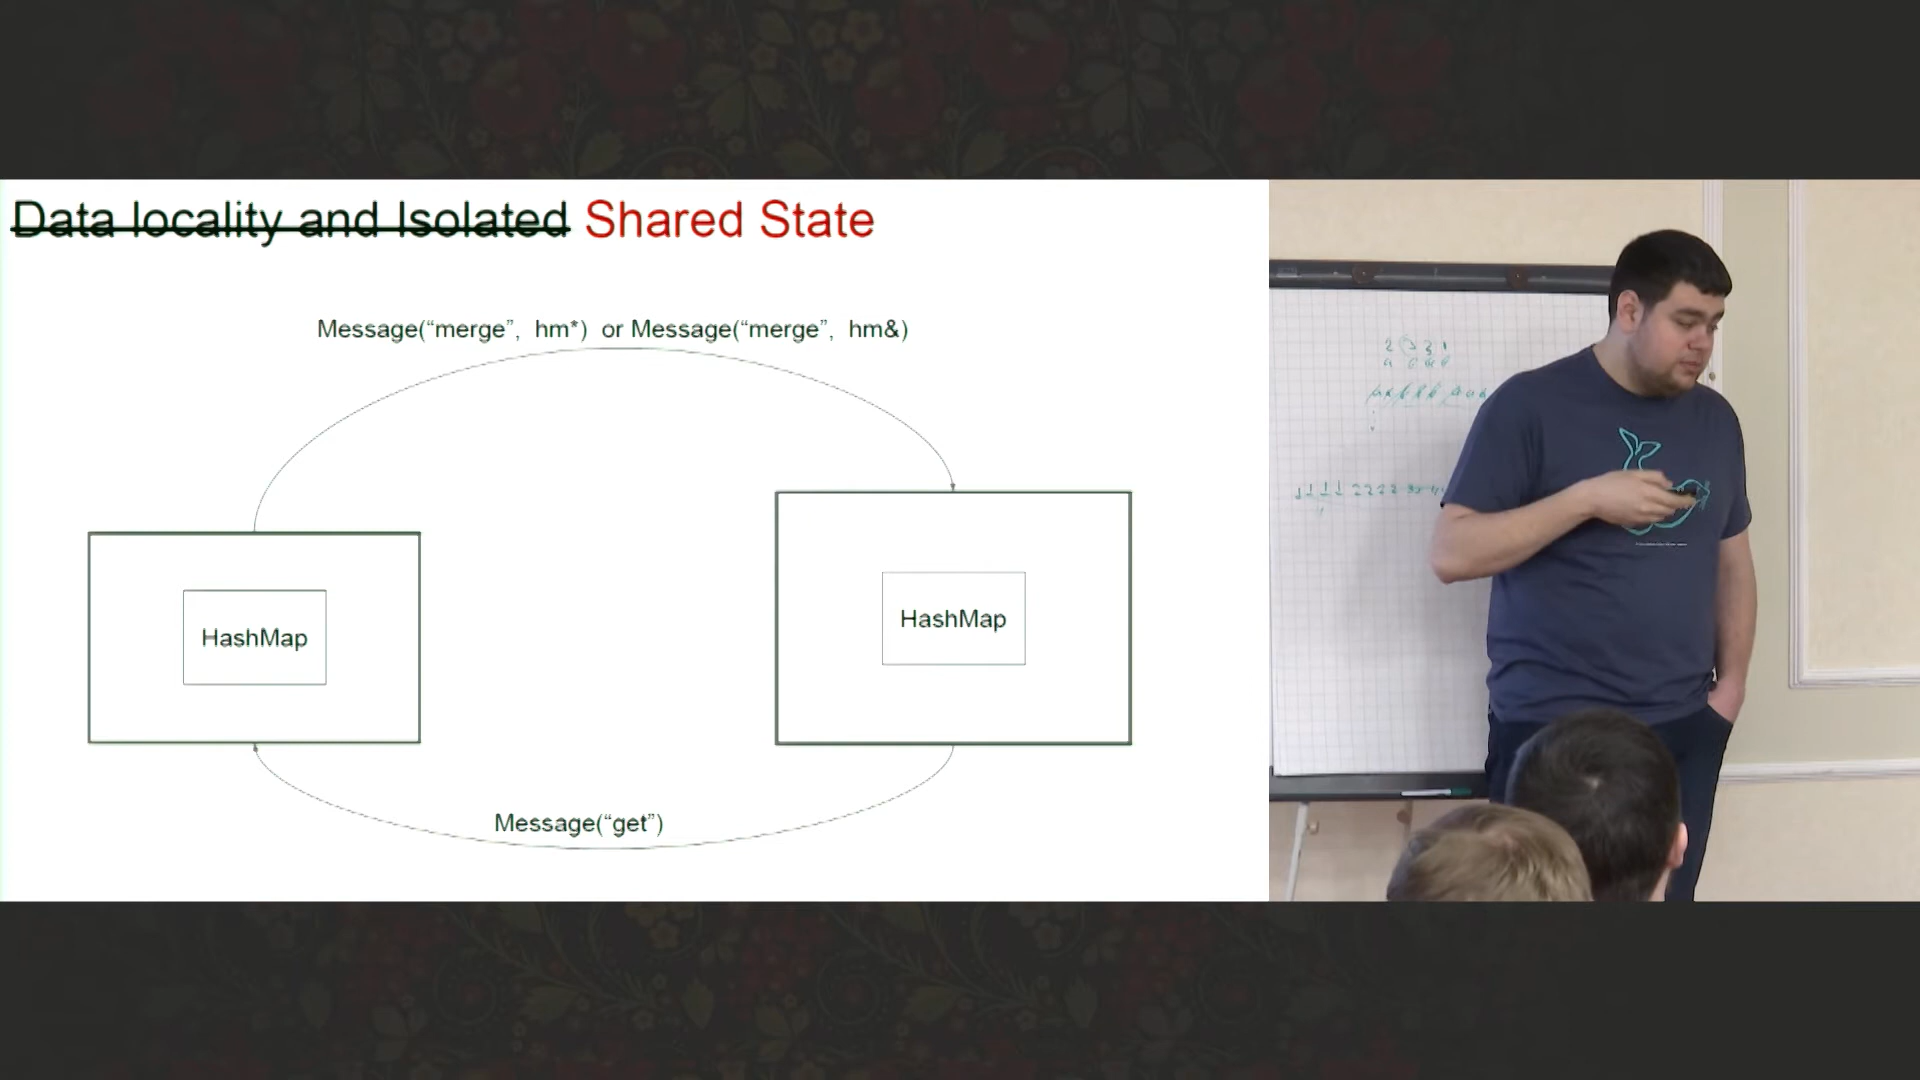 Data locality and Isolated Shared State
Message(“merge”, hm*) or Message(“merge”, hm&)
HashMap
HashMap
Message(“get”)